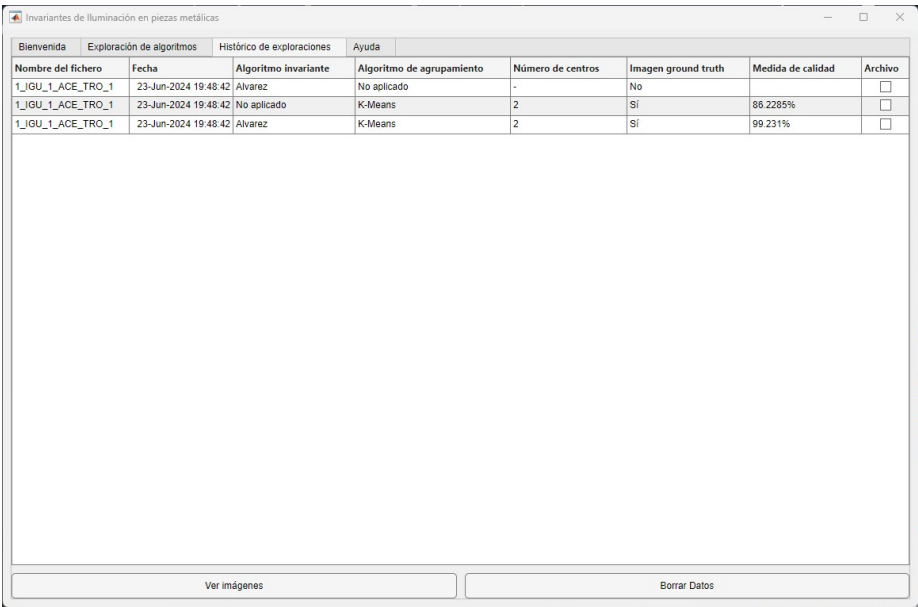 Invariantes de Iluminación en piezas metálicas
Bienvenida Exploración de algoritmos Histórico de exploraciones Ayuda
Nombre del fichero Fecha Algoritmo invariante Algoritmo de agrupamiento Número de centros Imagen ground truth Medida de calidad Archivo
1_IGU_1_ACE_TRO_1 23-Jun-2024 19:48:42 Alvarez No aplicado - No
1_IGU_1_ACE_TRO_1 23-Jun-2024 19:48:42 No aplicado K-Means 2 Sí 86.2285%
1_IGU_1_ACE_TRO_1 23-Jun-2024 19:48:42 Alvarez K-Means 2 Sí 99.231%
Ver imágenes Borrar Datos